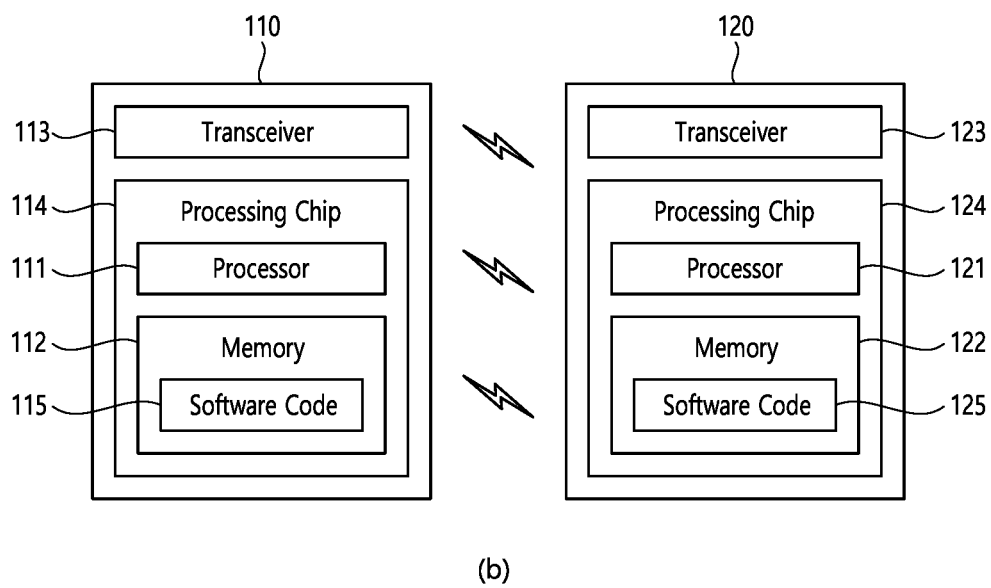 110
120
113
Transceiver
Transceiver
123
114
Processing Chip
Processing Chip
124
111
Processor
Processor
121
112
Memory
Memory
122
115
Software Code
Software Code
125
(b)